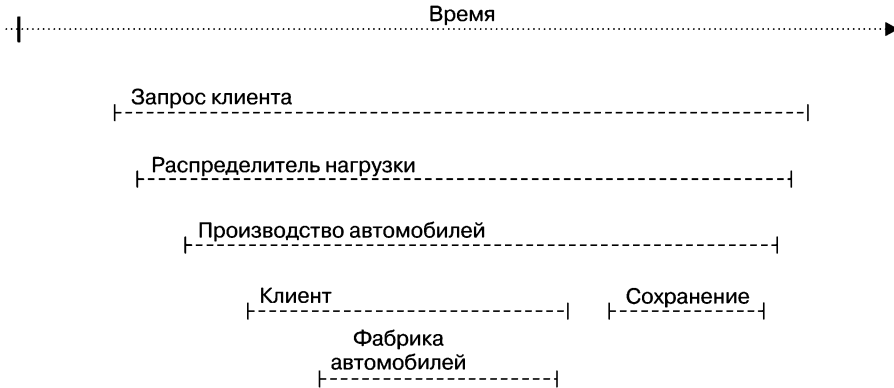 Время
Запрос клиента
Распределитель нагрузки
Производство автомобилей
Клиент
Сохранение
Фабрика
автомобилей